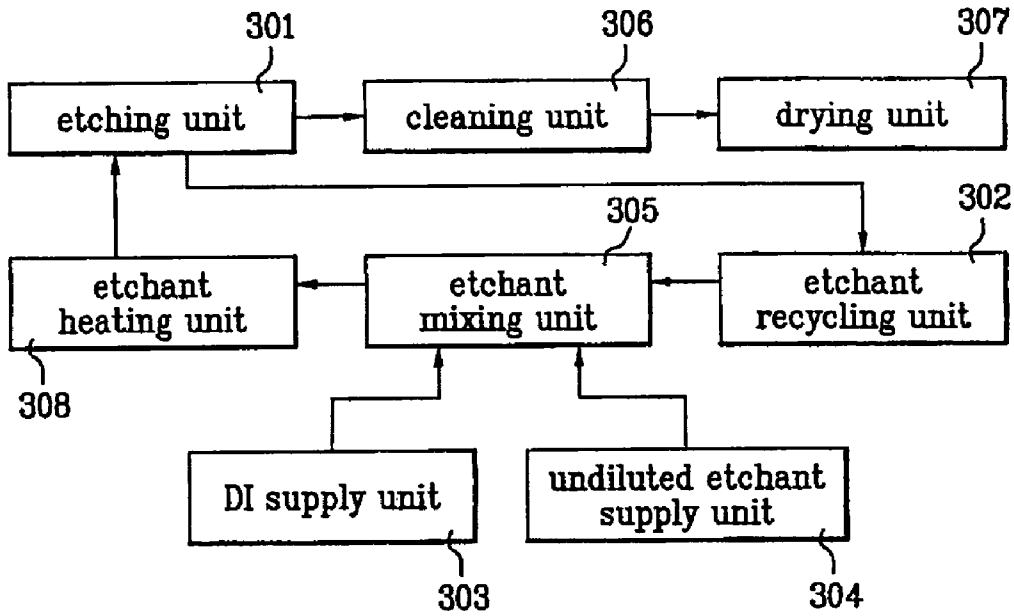 301
306
307
etching unit
cleaning unit
drying unit
305
302
etchant
heating unit
etchant
mixing unit
etchant
recycling unit
308
DI supply unit
undiluted etchant
supply unit
303
304